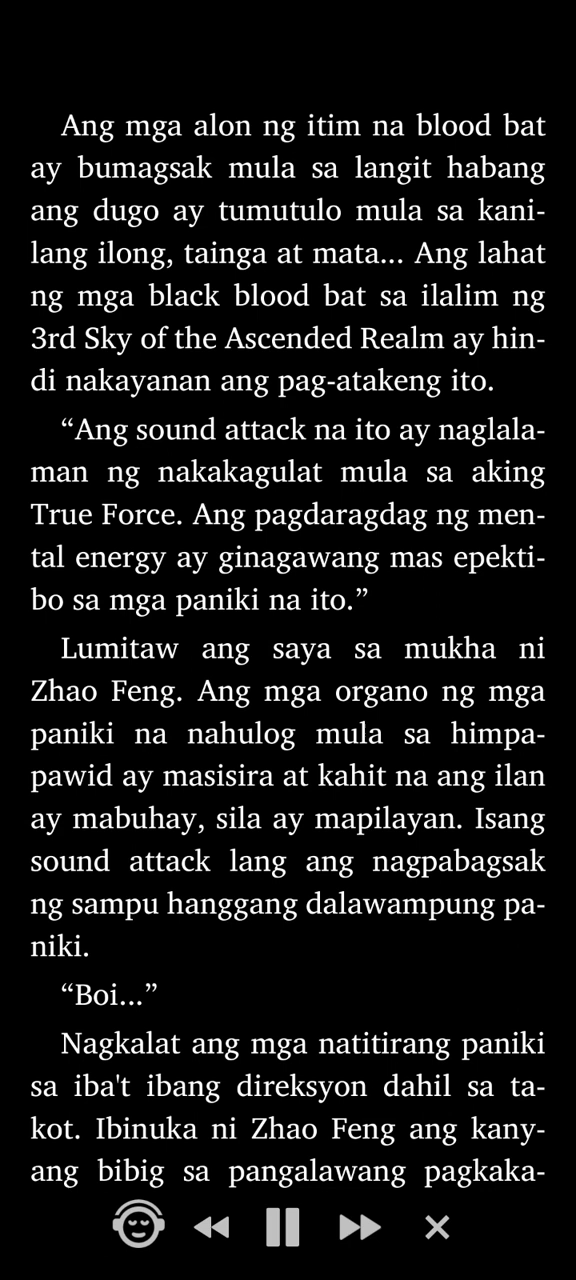 Ang mga alon ng itim na blood bat
ay bumagsak mula sa langit habang
ang dugo ay tumutulo mula sa kani-
lang ilong, tainga at mata... Ang lahat
ng mga black blood bat sa ilalim ng
3rd Sky of the Ascended Realm ay hin-
di nakayanan ang pag-atakeng ito.
“Ang sound attack na ito ay naglala-
man ng nakakagulat mula sa aking
True Force. Ang pagdaragdag ng men-
tal energy ay ginagawang mas epekti-
bo sa mga paniki na ito.”
Lumitaw ang saya sa mukha ni
Zhao Feng. Ang mga organo ng mga
paniki na nahulog mula sa himpa-
pawid ay masisira at kahit na ang ilan
ay mabuhay, sila ay mapilayan. Isang
sound attack lang ang nagpabagsak
ng sampu hanggang dalawampung pa-
niki.
“Boi...”
Nagkalat ang mga natitirang paniki
sa iba't ibang direksyon dahil sa ta-
kot. Ibinuka ni Zhao Feng ang kany-
ang bibig sa pangalawang pagkaka-